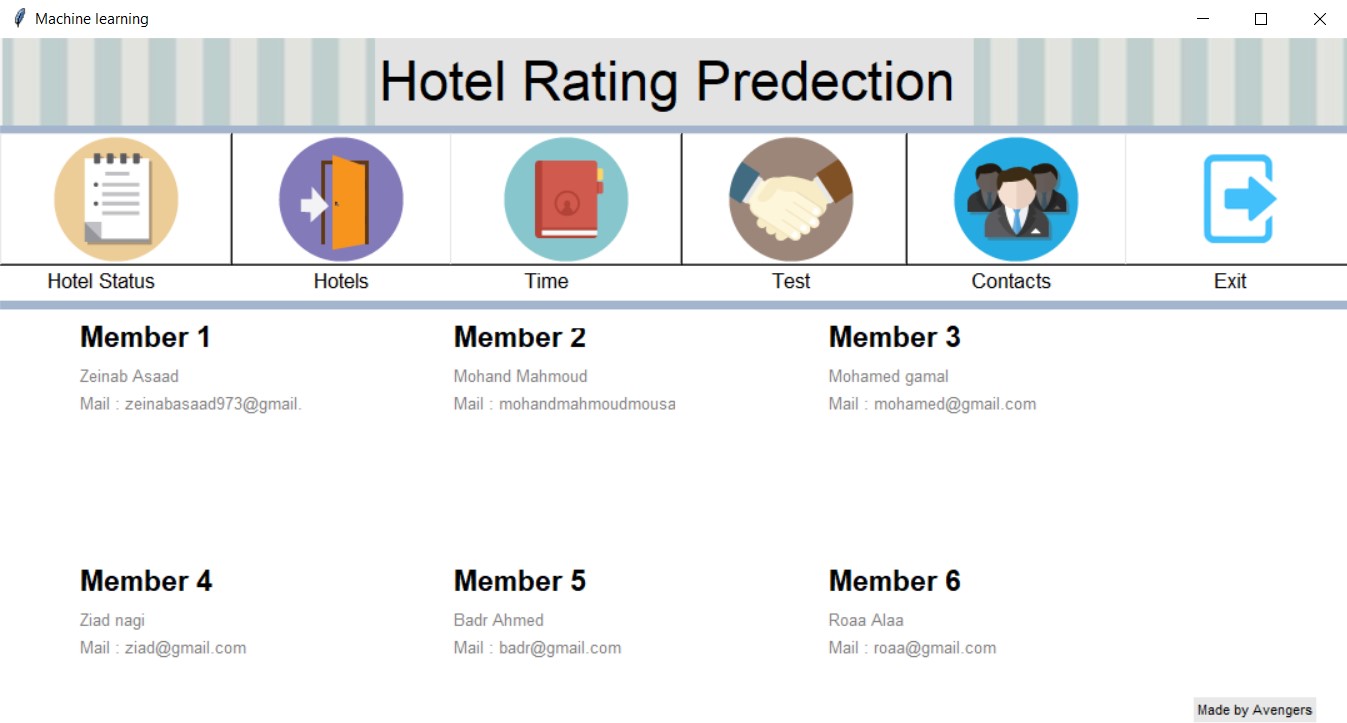 Machine learning
Hotel Rating Predection
Hotel Status Hotels Time Test Contacts Exit
Member 1 Member 2 Member 3
Zeinab Asaad Mohand Mahmoud Mohamed gamal
Mail : zeinabasaad973@gmail. Mail : mohandmahmoudmousa Mail : mohamed@gmail.com
Member 4 Member 5 Member 6
Ziad nagi Badr Ahmed Roaa Alaa
Mail : ziad@gmail.com Mail : badr@gmail.com Mail : roaa@gmail.com
Made by Avengers